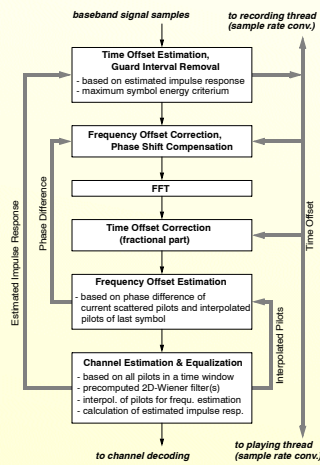 baseband signal samples
to recording thread
(sample rate conv.)
Time Offset Estimation,
Guard Interval Removal
- based on estimated impulse response
- maximum symbol energy criterium
Frequency Offset Correction,
Phase Shift Compensation
FFT
Time Offset Correction
(fractional part)
Frequency Offset Estimation
- based on phase difference of
current scattered pilots and interpolated
pilots of last symbol
Channel Estimation & Equalization
- based on all pilots in a time window
- precomputed 2D-Wiener filter(s)
- interpol. of pilots for frequ. estimation
- calculation of estimated impulse resp.
Estimated Impulse Response
Phase Difference
Interpolated Pilots
Time Offset
to channel decoding
to playing thread
(sample rate conv.)